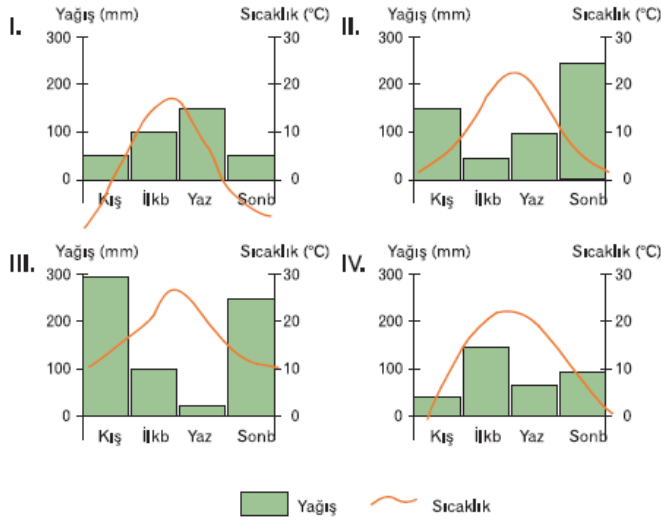 I.
Yağış (mm) Sıcaklık (°C)
300 30
200 20
100 10
0 0
Kış İlkb Yaz Sonb
II.
Yağış (mm) Sıcaklık (°C)
300 30
200 20
100 10
0 0
Kış İlkb Yaz Sonb
III.
Yağış (mm) Sıcaklık (°C)
300 30
200 20
100 10
0 0
Kış İlkb Yaz Sonb
IV.
Yağış (mm) Sıcaklık (°C)
300 30
200 20
100 10
0 0
Kış İlkb Yaz Sonb
Yağış Sıcaklık